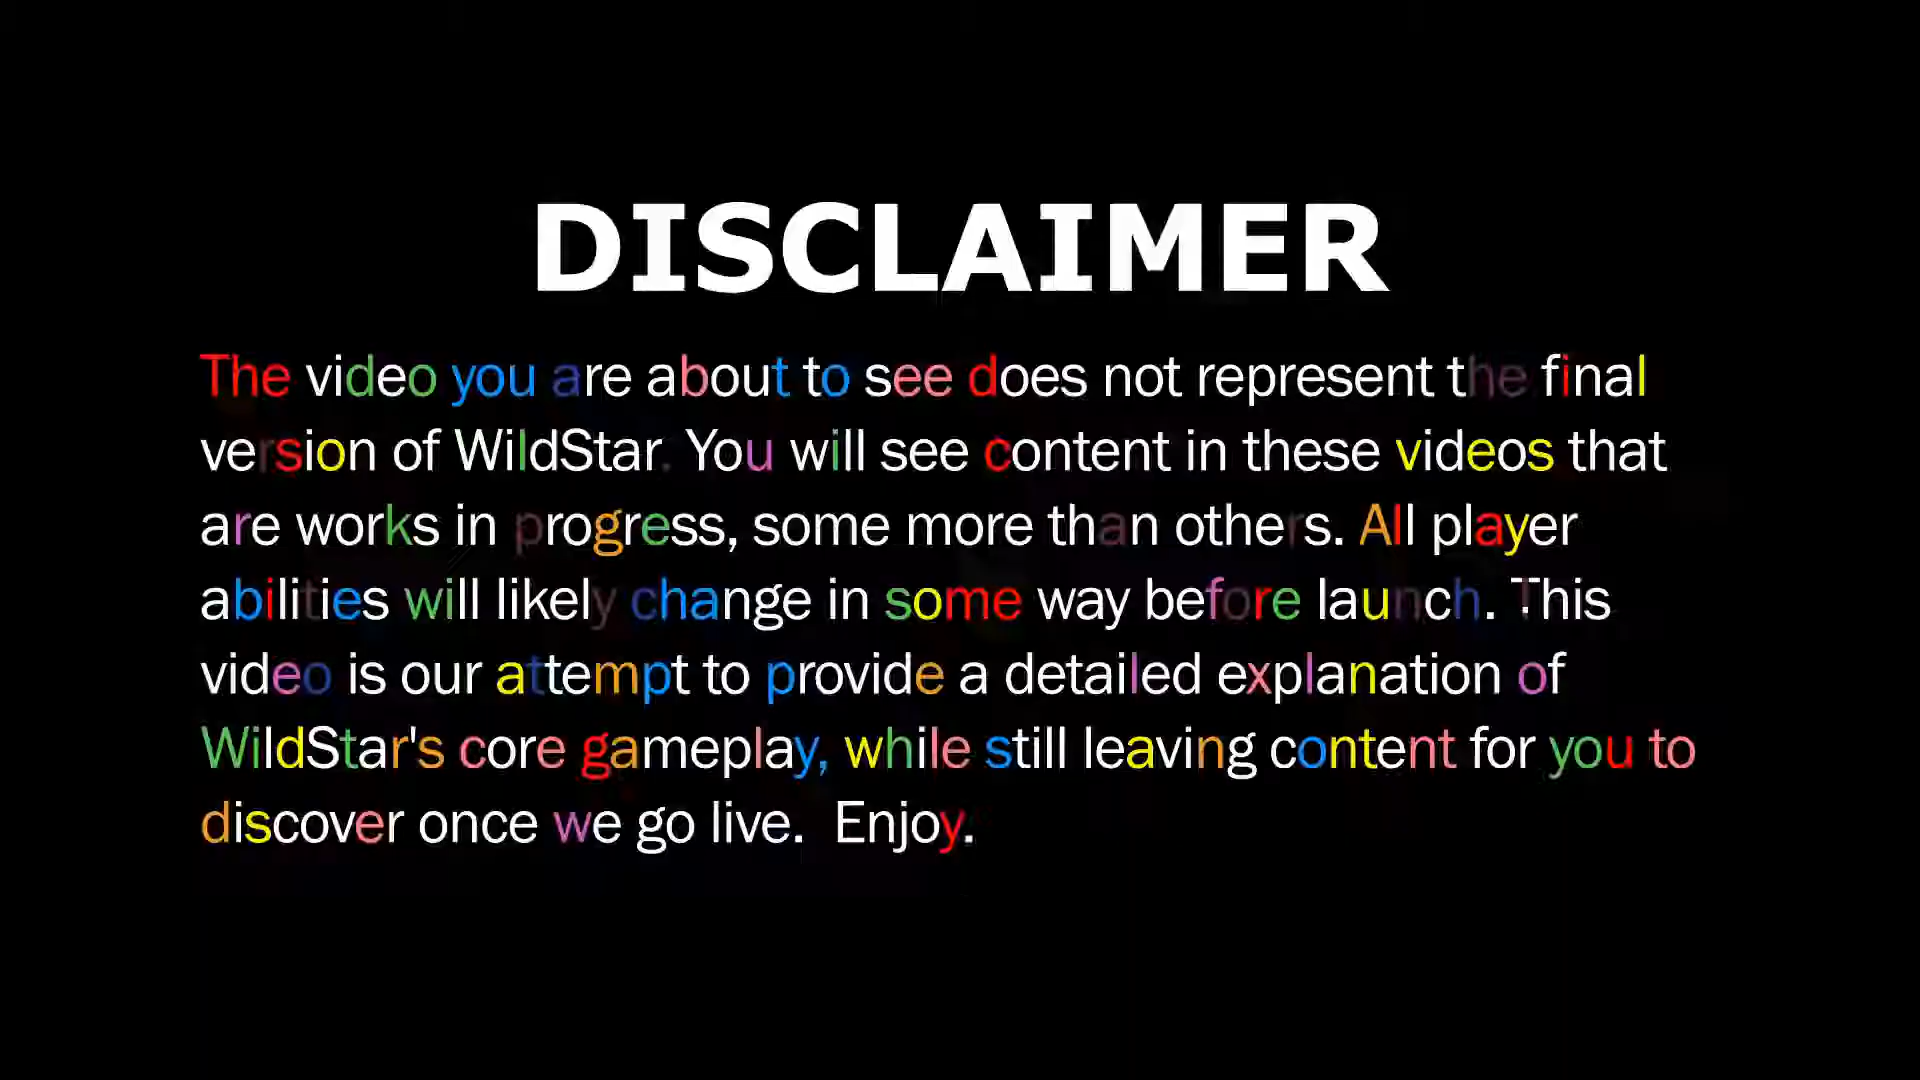 DISCLAIMER
The video you are about to see does not represent the final
version of WildStar. You will see content in these videos that
are works in progress, some more than others. All player
abilities will likely change in some way before launch. This
video is our attempt to provide a detailed explanation of
WildStar's core gameplay, while still leaving content for you to
discover once we go live.  Enjoy.